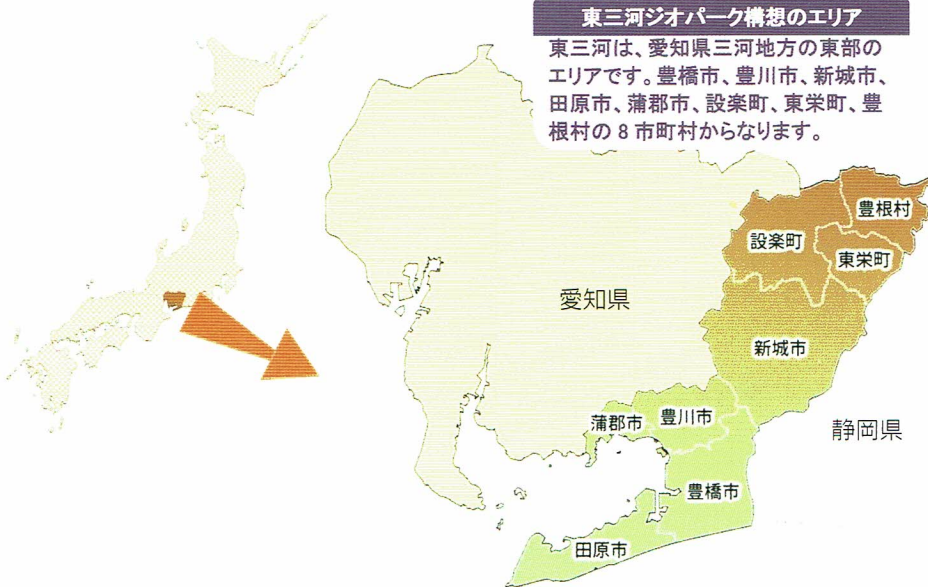 東三河ジオパーク構想のエリア
東三河は、愛知県三河地方の東部の
エリアです。豊橋市、豊川市、新城市、
田原市、蒲郡市、設楽町、東栄町、豊
根村の8市町村からなります。
豊根村
設楽町
東栄町
愛知県
新城市
蒲郡市
豊川市
静岡県
豊橋市
田原市